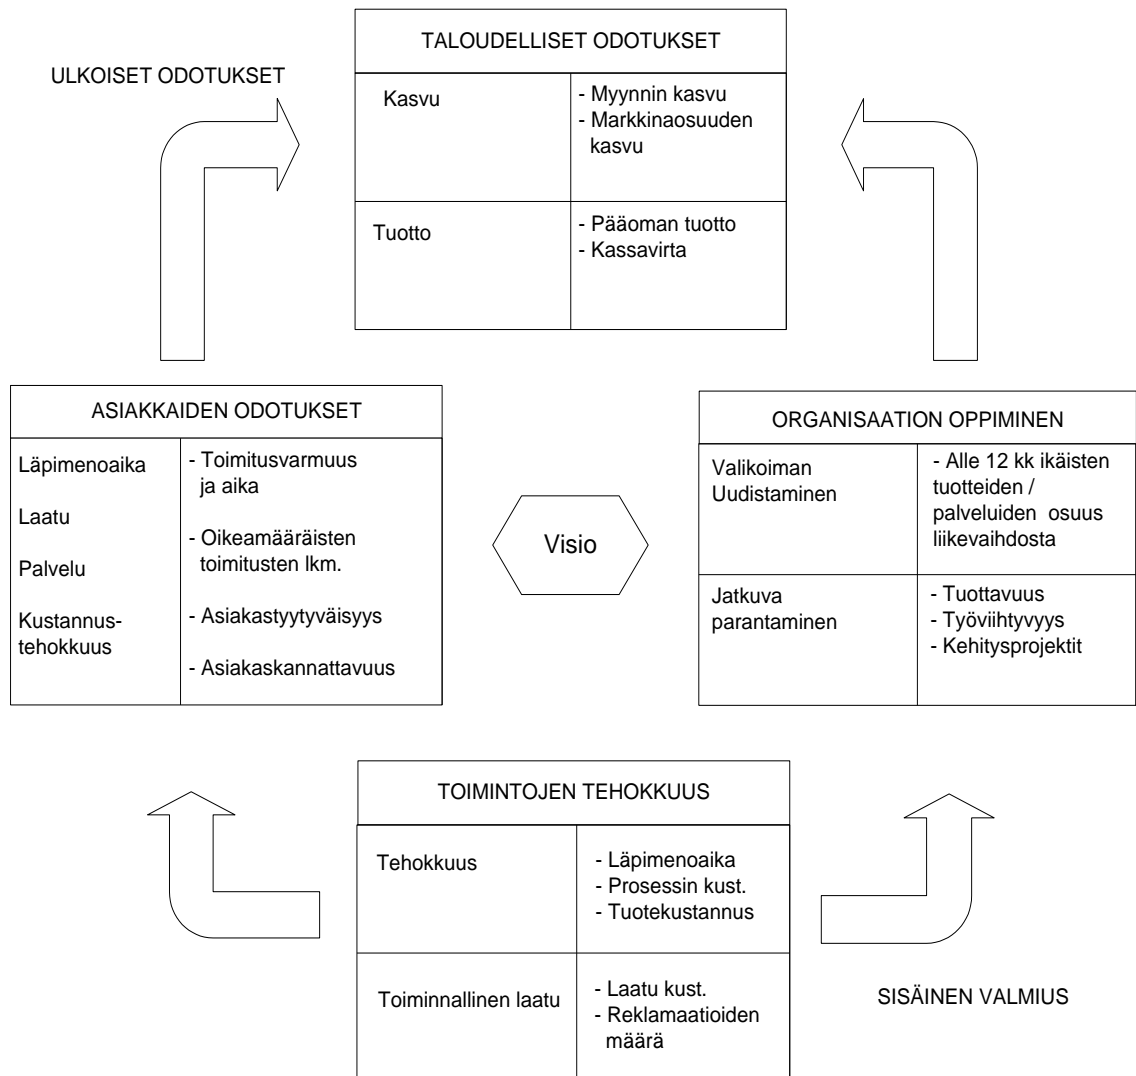 TALOUDELLISET ODOTUKSET
ULKOISET ODOTUKSET
Kasvu
- Myynnin kasvu
- Markkinaosuuden
kasvu
Tuotto
- Pääoman tuotto
- Kassavirta
ASIAKKAIDEN ODOTUKSET
Läpimenoaika
Laatu
Palvelu
Kustannus-
tehokkuus
- Toimitusvarmuus
ja aika
- Oikeamääräisten
toimitusten lkm.
- Asiakastyytyväisyys
- Asiakaskannattavuus
Visio
ORGANISAATION OPPIMINEN
Valikoiman
Uudistaminen
- Alle 12 kk ikäisten
tuotteiden /
palveluiden osuus
liikevaihdosta
Jatkuva
parantaminen
- Tuottavuus
- Työviihtyvyys
- Kehitysprojektit
TOIMINTOJEN TEHOKKUUS
Tehokkuus
- Läpimenoaika
- Prosessin kust.
- Tuotekustannus
Toiminnallinen laatu
- Laatu kust.
- Reklamaatioiden
määrä
SISÄINEN VALMIUS